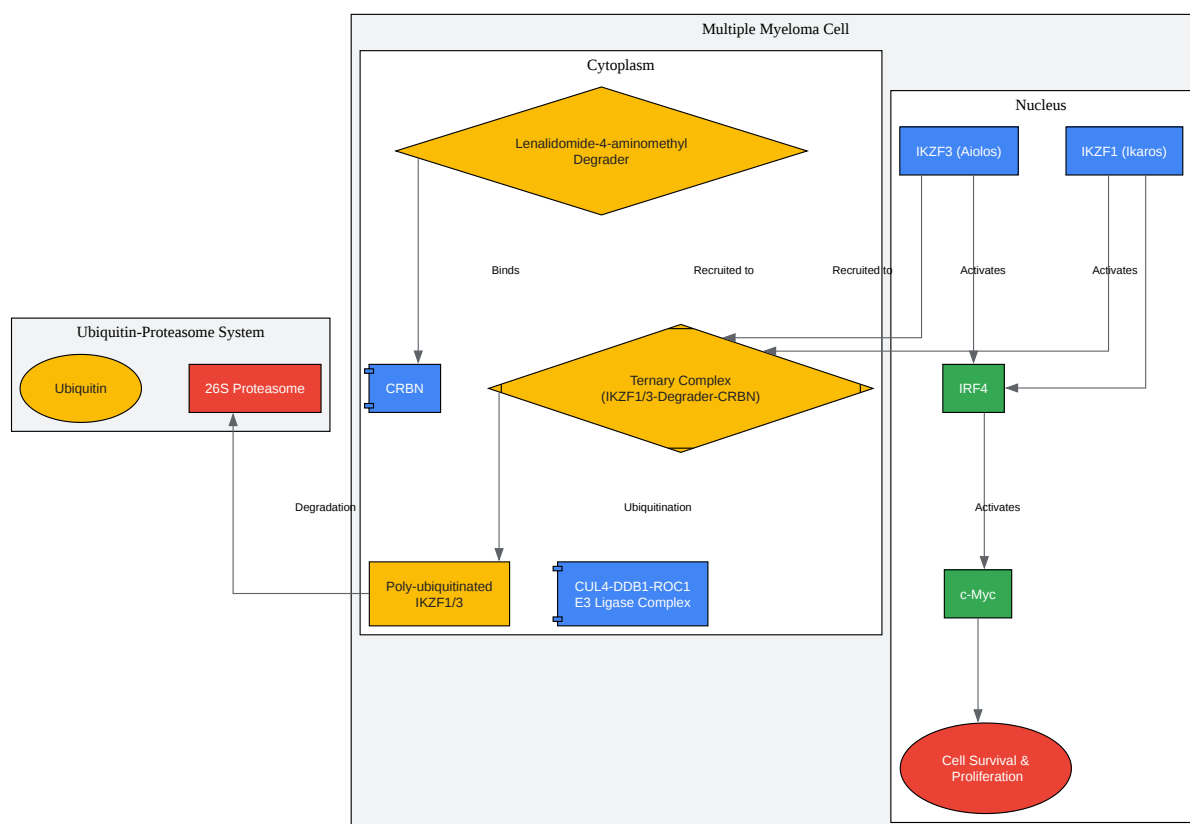 Multiple Myeloma Cell
Cytoplasm
Nucleus
Lenalidomide-4-aminomethyl
Degrader
IKZF3 (Aiolos)
IKZF1 (Ikaros)
Binds
Recruited to
Recruited to
Activates
Activates
Ubiquitin-Proteasome System
Ubiquitin
26S Proteasome
CRBN
Ternary Complex
(IKZF1/3-Degrader-CRBN)
IRF4
Degradation
Ubiquitination
Activates
Poly-ubiquitinated
IKZF1/3
CUL4-DDB1-ROC1
E3 Ligase Complex
c-Myc
Cell Survival &
Proliferation